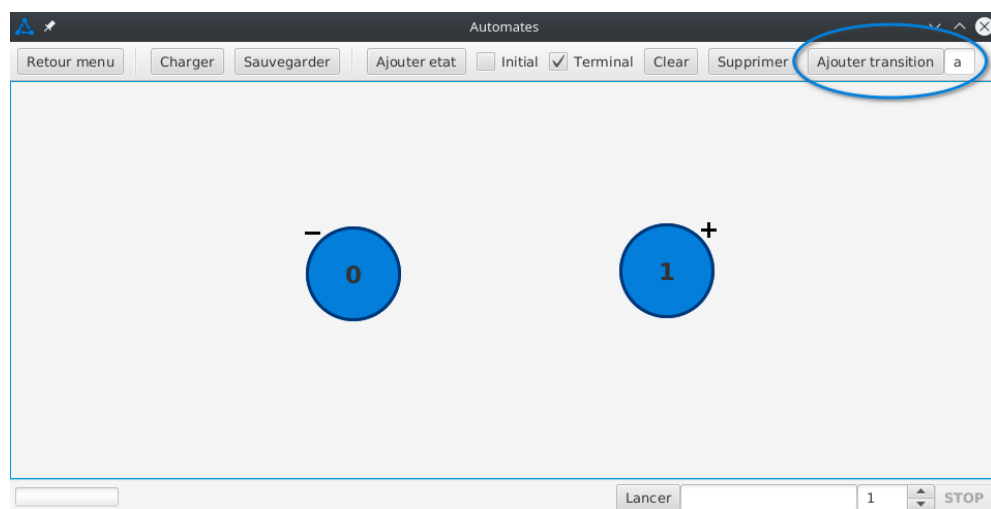 Automates
Retour menu Charger Sauvegarder Ajouter etat Initial Terminal Clear Supprimer Ajouter transition a
− +
0 1
Lancer 1 STOP